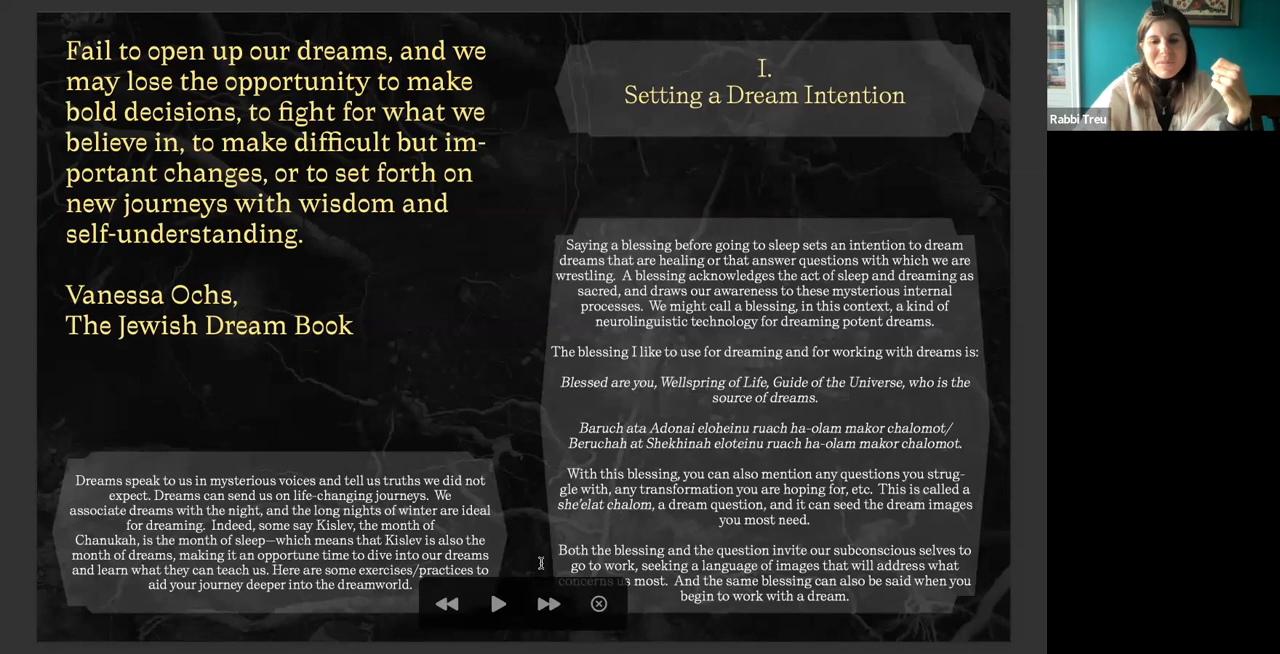 Fail to open up our dreams, and we
may lose the opportunity to make
bold decisions, to fight for what we
believe in, to make difficult but im-
portant changes, or to set forth on
new journeys with wisdom and
self-understanding.
Vanessa Ochs,
The Jewish Dream Book
Dreams speak to us in mysterious voices and tell us truths we did not
expect. Dreams can send us on life-changing journeys. We
associate dreams with the night, and the long nights of winter are ideal
for dreaming. Indeed, some say Kislev, the month of
Chanukah, is the month of sleep—which means that Kislev is also the
month of dreams, making it an opportune time to dive into our dreams
and learn what they can teach us. Here are some exercises/practices to
aid your journey deeper into the dreamworld.
I.
Setting a Dream Intention
Saying a blessing before going to sleep sets an intention to dream
dreams that are healing or that answer questions with which we are
wrestling. A blessing acknowledges the act of sleep and dreaming as
sacred, and draws our awareness to these mysterious internal
processes. We might call a blessing, in this context, a kind of
neurolinguistic technology for dreaming potent dreams.
The blessing I like to use for dreaming and for working with dreams is:
Blessed are you, Wellspring of Life, Guide of the Universe, who is the
source of dreams.
Baruch ata Adonai eloheinu ruach ha-olam makor chalomot/
Beruchah at Shekhinah eloteinu ruach ha-olam makor chalomot.
With this blessing, you can also mention any questions you strug-
gle with, any transformation you are hoping for, etc. This is called a
she'elat chalom, a dream question, and it can seed the dream images
you most need.
Both the blessing and the question invite our subconscious selves to
go to work, seeking a language of images that will address what
concerns us most. And the same blessing can also be said when you
begin to work with a dream.
Rabbi Treu